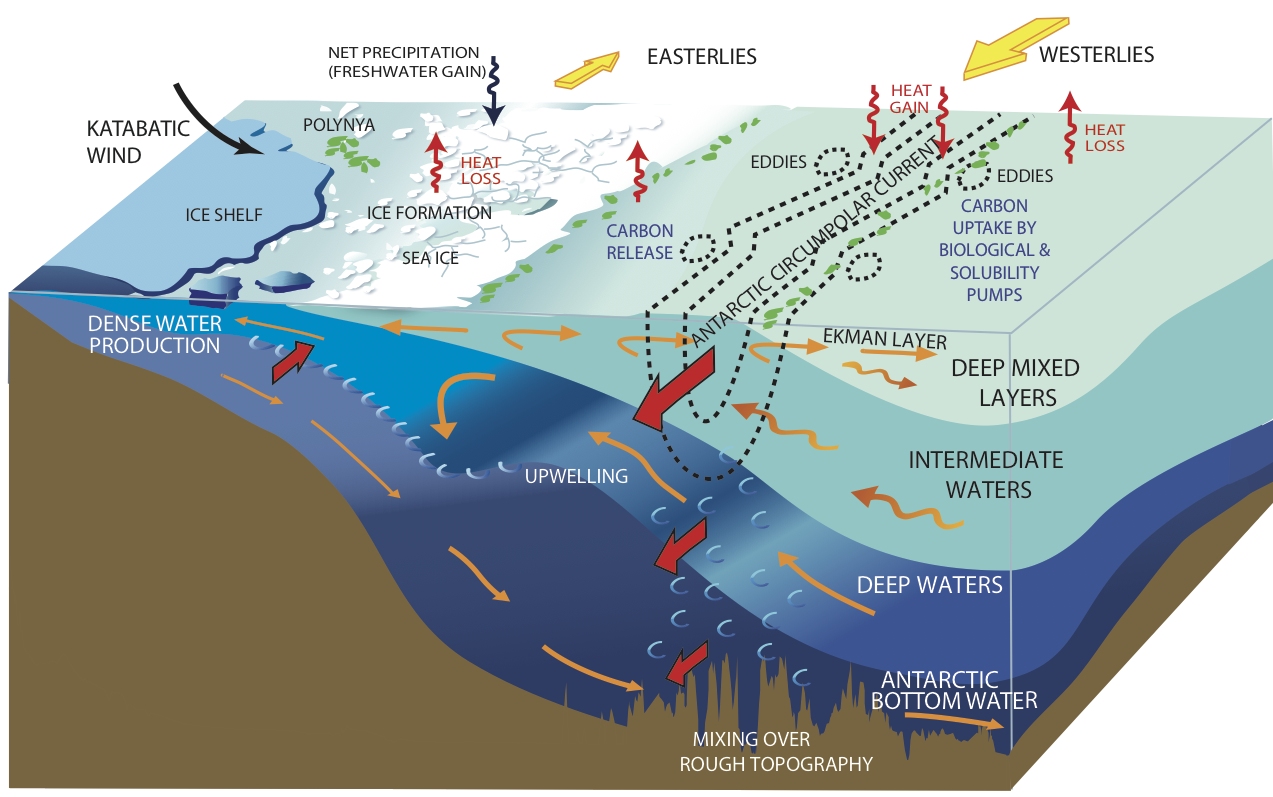 NET PRECIPITATION
(FRESHWATER GAIN)
EASTERLIES
WESTERLIES
KATABATIC
WIND
POLYNYA
HEAT
GAIN
HEAT
LOSS
HEAT
LOSS
EDDIES
EDDIES
ICE SHELF
ICE FORMATION
SEA ICE
CARBON
RELEASE
ANTARCTIC CIRCUMPOLAR CURRENT
CARBON
UPTAKE BY
BIOLOGICAL &
SOLUBILITY
PUMPS
DENSE WATER
PRODUCTION
EKMAN LAYER
DEEP MIXED
LAYERS
UPWELLING
INTERMEDIATE
WATERS
DEEP WATERS
ANTARCTIC
BOTTOM WATER
MIXING OVER
ROUGH TOPOGRAPHY